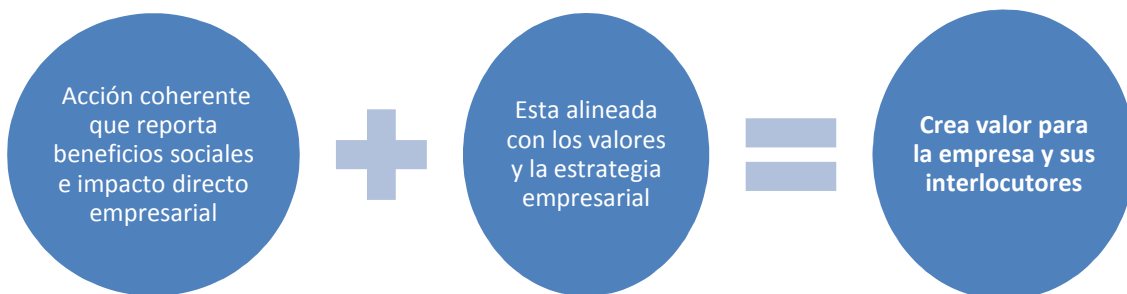 Acción coherente
que reporta
beneficios sociales
e impacto directo
empresarial
Esta alineada
con los valores
y la estrategia
empresarial
Crea valor para
la empresa y sus
interlocutores